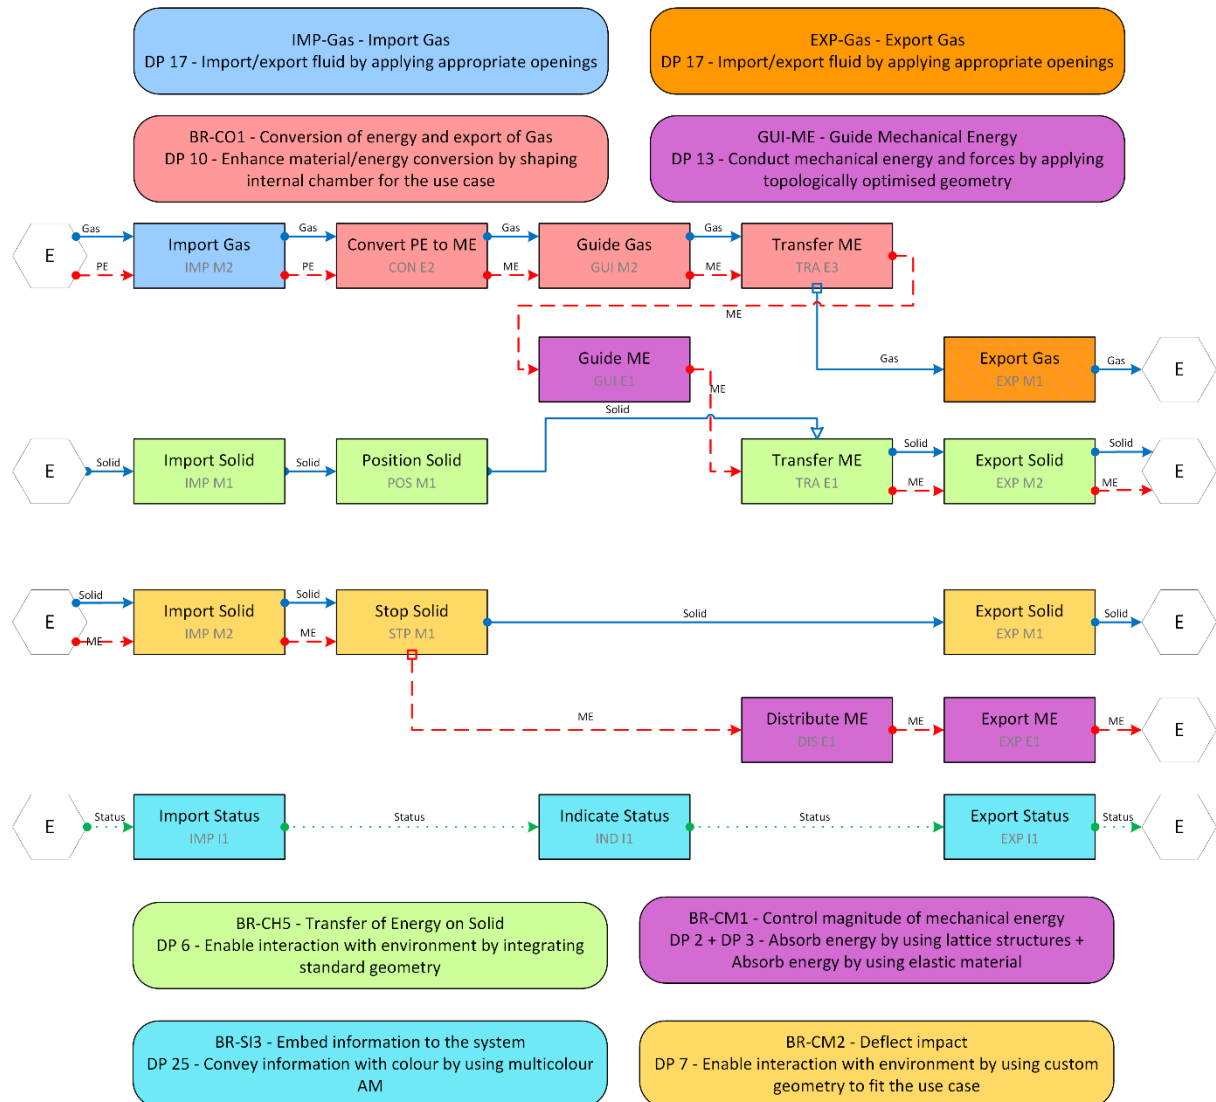 IMP-Gas - Import Gas
DP 17 - Import/export fluid by applying appropriate openings
EXP-Gas - Export Gas
DP 17 - Import/export fluid by applying appropriate openings
BR-CO1 - Conversion of energy and export of Gas
DP 10 - Enhance material/energy conversion by shaping
internal chamber for the use case
GUI-ME - Guide Mechanical Energy
DP 13 - Conduct mechanical energy and forces by applying
topologically optimised geometry
E
Gas
PE
Import Gas
IMP M2
Gas
PE
Convert PE to ME
CON E2
Gas
ME
Guide Gas
GUI M2
Gas
ME
Transfer ME
TRA E3
ME
Guide ME
GUI E1
ME
Gas
Export Gas
EXP M1
Gas
E
E
Solid
Import Solid
IMP M1
Solid
Position Solid
POS M1
Solid
Transfer ME
TRA E1
Solid
ME
Export Solid
EXP M2
Solid
ME
E
E
Solid
ME
Import Solid
IMP M2
Solid
ME
Stop Solid
STP M1
Solid
Export Solid
EXP M1
Solid
E
ME
Distribute ME
DIS E1
ME
Export ME
EXP E1
ME
E
E
Status
Import Status
IMP I1
Status
Indicate Status
IND I1
Status
Export Status
EXP I1
Status
E
BR-CH5 - Transfer of Energy on Solid
DP 6 - Enable interaction with environment by integrating
standard geometry
BR-CM1 - Control magnitude of mechanical energy
DP 2 + DP 3 - Absorb energy by using lattice structures +
Absorb energy by using elastic material
BR-SI3 - Embed information to the system
DP 25 - Convey information with colour by using multicolour
AM
BR-CM2 - Deflect impact
DP 7 - Enable interaction with environment by using custom
geometry to fit the use case